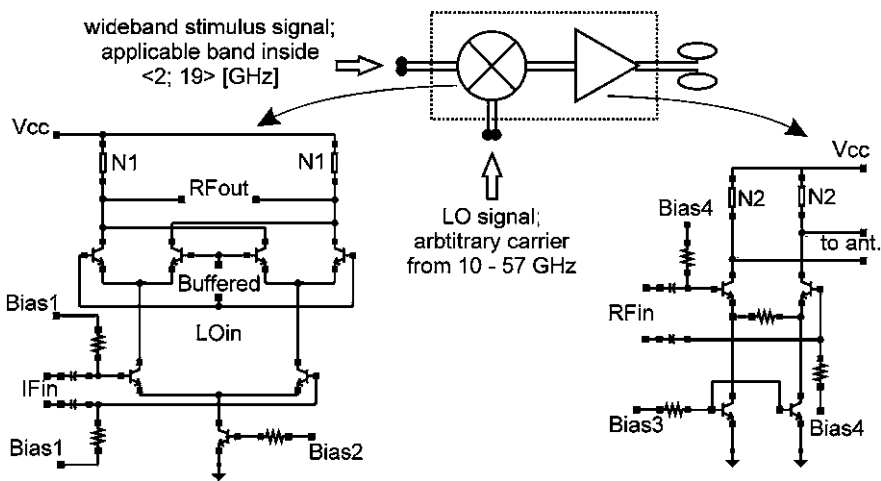 wideband stimulus signal;
applicable band inside
<2; 19> [GHz]
Vcc
N1
N1
RFout
Buffered
LOin
Bias1
IFin
Bias1
Bias2
LO signal;
arbtitrary carrier
from 10 - 57 GHz
Vcc
N2
N2
Bias4
to ant.
RFin
Bias3
Bias4